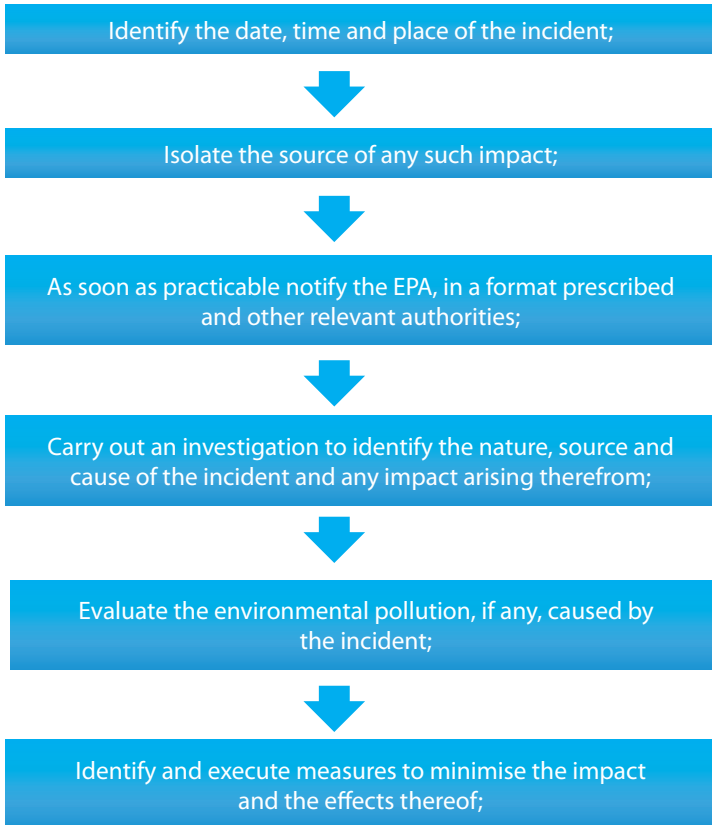 Identify the date, time and place of the incident;
Isolate the source of any such impact;
As soon as practicable notify the EPA, in a format prescribed
and other relevant authorities;
Carry out an investigation to identify the nature, source and
cause of the incident and any impact arising therefrom;
Evaluate the environmental pollution, if any, caused by
the incident;
Identify and execute measures to minimise the impact
and the effects thereof;